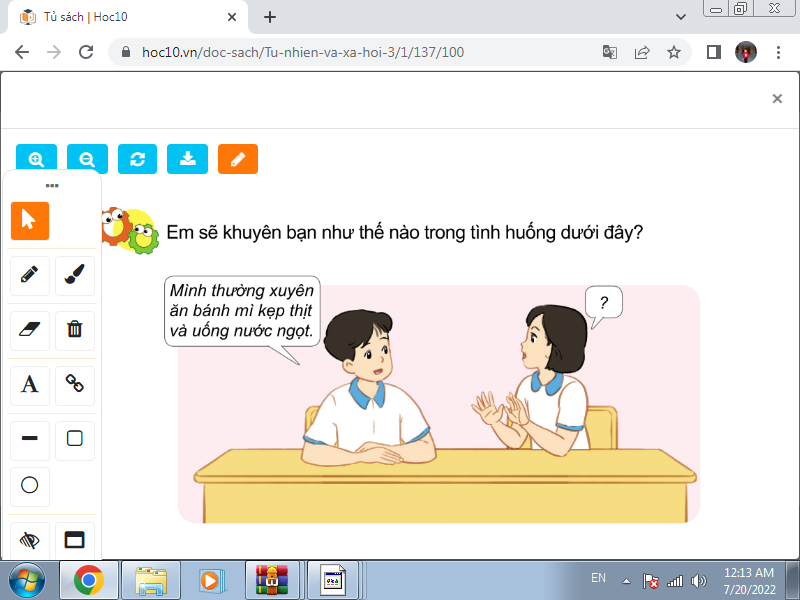 Tủ sách | Hoc10
hoc10.vn/doc-sach/Tu-nhien-va-xa-hoi-3/1/137/100
Em sẽ khuyên bạn như thế nào trong tình huống dưới đây?
Mình thường xuyên
ăn bánh mì kẹp thịt
và uống nước ngọt.
?
A
EN
12:13 AM
7/20/2022